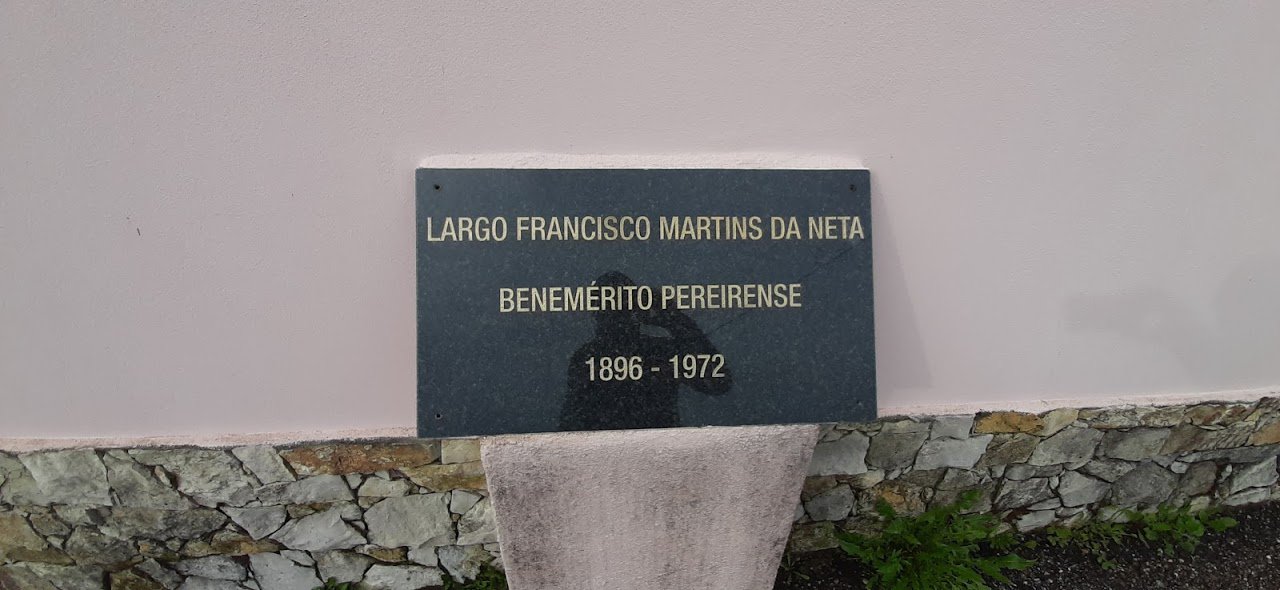 LARGO FRANCISCO MARTINS DA NETA
BENEMÉRITO PEREIRENSE
1896 - 1972